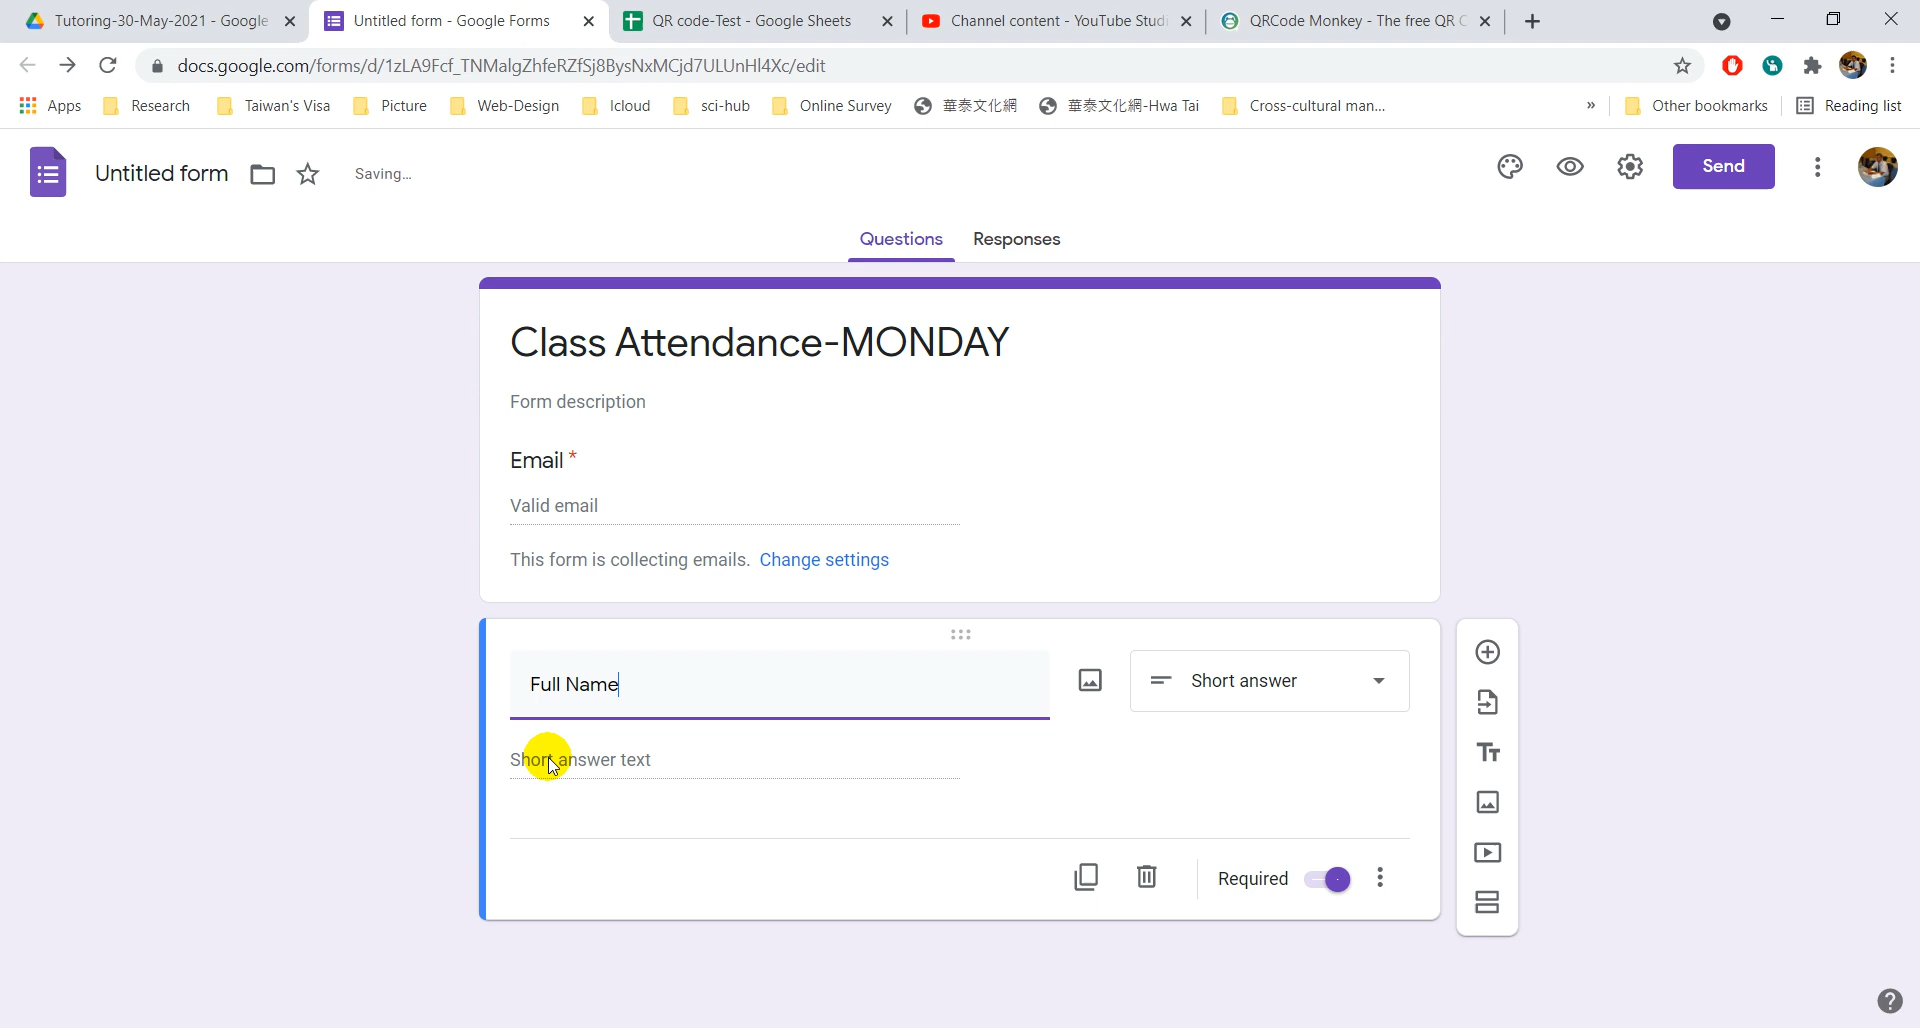 Tutoring-30-May-2021 - Google
Untitled form - Google Forms
QR code-Test - Google Sheets
Channel content - YouTube Studi
QRCode Monkey - The free QR C
docs.google.com/forms/d/1zLA9Fcf_TNMalgZhfeRZfSj8BysNxMCjd7ULUnHl4Xc/edit
Apps
Research
Taiwan's Visa
Picture
Web-Design
Icloud
sci-hub
Online Survey
華泰文化網
華泰文化網-Hwa Tai
Cross-cultural man...
»
Other bookmarks
Reading list
Untitled form
Saving...
Send
Questions
Responses
Class Attendance-MONDAY
Form description
Email *
Valid email
This form is collecting emails. Change settings
Full Name
Short answer
Short answer text
Required